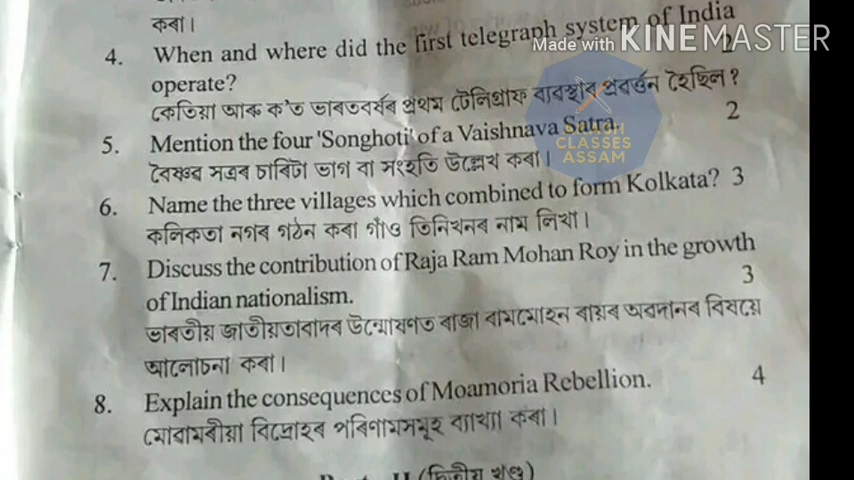 কৰা।
4. When and where did the first telegraph system of India
operate? 2
কেতিয়া আৰু ক'ত ভাৰতবৰ্ষৰ প্ৰথম টেলিগ্ৰাফ ব্যবস্থাৰ প্ৰবৰ্ত্তন হৈছিল ?
5. Mention the four 'Songhoti' of a Vaishnava Satra. 2
বৈষ্ণৱ সত্ৰৰ চাৰিটা ভাগ বা সংহতি উল্লেখ কৰা।
6. Name the three villages which combined to form Kolkata? 3
কলিকতা নগৰ গঠন কৰা গাঁও তিনিখনৰ নাম লিখা।
7. Discuss the contribution of Raja Ram Mohan Roy in the growth
of Indian nationalism. 3
ভাৰতীয় জাতীয়তাবাদৰ উন্মোষণত ৰাজা ৰামমোহন ৰায়ৰ অবদানৰ বিষয়ে
আলোচনা কৰা।
8. Explain the consequences of Moamoria Rebellion. 4
মোৱামৰীয়া বিদ্ৰোহৰ পৰিণামসমূহ ব্যাখ্যা কৰা।
II (দ্বিতীয় খণ্ড)
Made with KINEMASTER
CLASSES
ASSAM